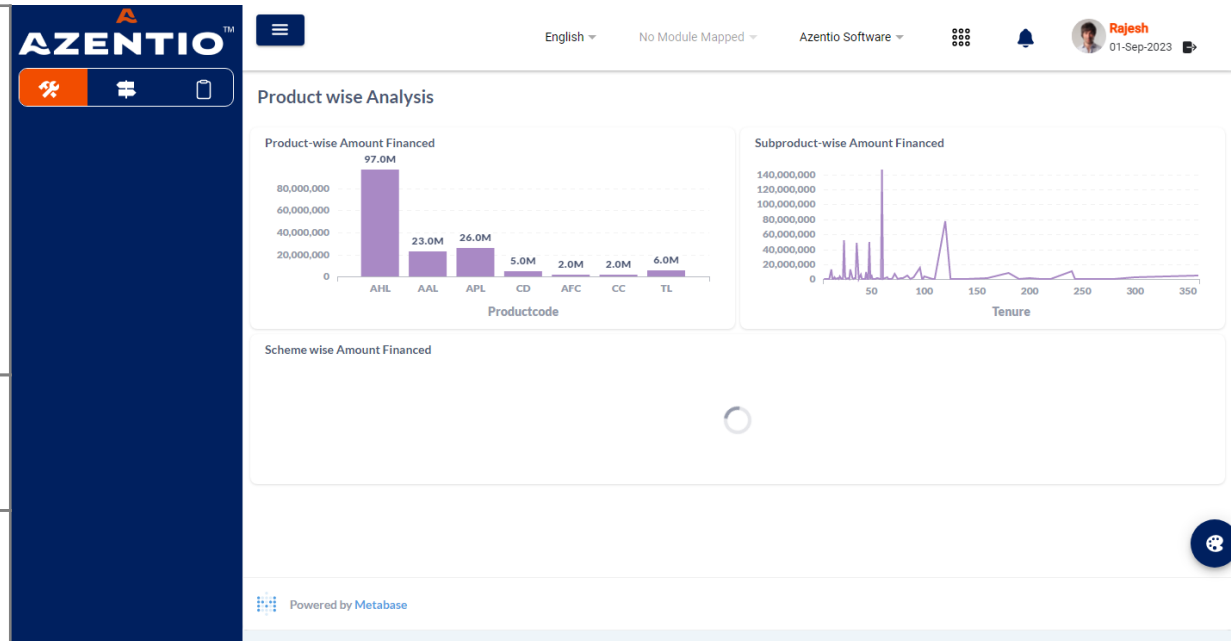 AZENTIO™
English
No Module Mapped
Azentio Software
Rajesh
01-Sep-2023
Product wise Analysis
Product-wise Amount Financed
97.0M
80,000,000
60,000,000
40,000,000
20,000,000
0
23.0M
26.0M
5.0M
2.0M
2.0M
6.0M
AHL AAL APL CD AFC CC TL
Productcode
Subproduct-wise Amount Financed
140,000,000
120,000,000
100,000,000
80,000,000
60,000,000
40,000,000
20,000,000
0
50 100 150 200 250 300 350
Tenure
Scheme wise Amount Financed
Powered by Metabase